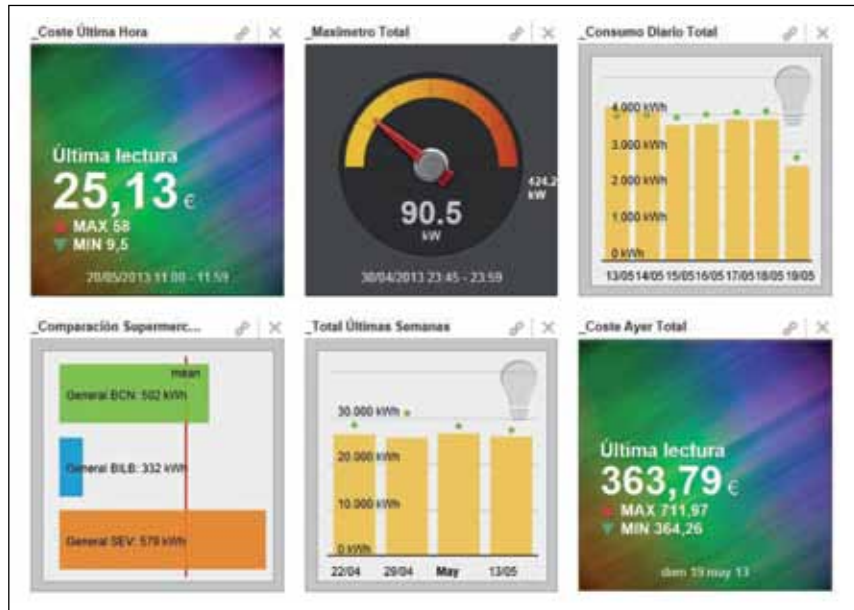 _Coste Última Hora
Última lectura
25,13 €
MAX 58
MIN 9,5
20/05/2013 11:00 - 11:59
_Maxímetro Total
424.2
kW
90.5
kW
30/04/2013 23:45 - 23:59
_Consumo Diario Total
4.000 kWh
3.000 kWh
2.000 kWh
1.000 kWh
0 kWh
13/05 14/05 15/05 16/05 17/05 18/05 19/05
_Comparación Supermerc...
mean
General BCN: 502 kWh
General BILB: 332 kWh
General SEV: 579 kWh
_Total Últimas Semanas
30.000 kWh
20.000 kWh
10.000 kWh
0 kWh
22/04 29/04 May 13/05
_Coste Ayer Total
Última lectura
363,79 €
MAX 711,97
MIN 364,26
dom 19 may 13